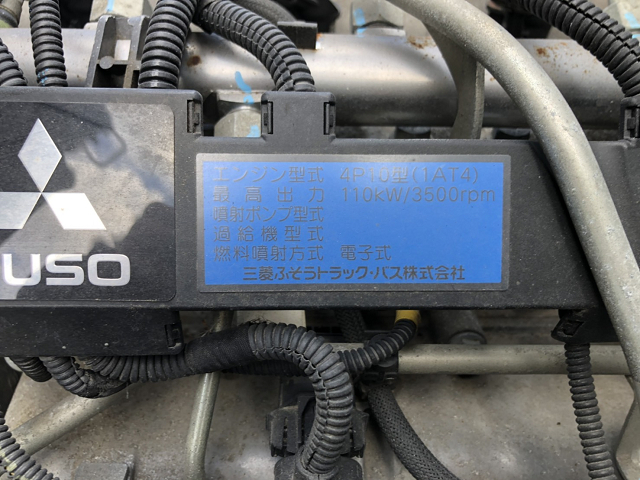 エンジン型式 4P10型(1AT4)
最高出力 110kW/3500rpm
噴射ポンプ型式
過給機型式
燃料噴射方式 電子式
三菱ふそうトラック・バス株式会社
USO